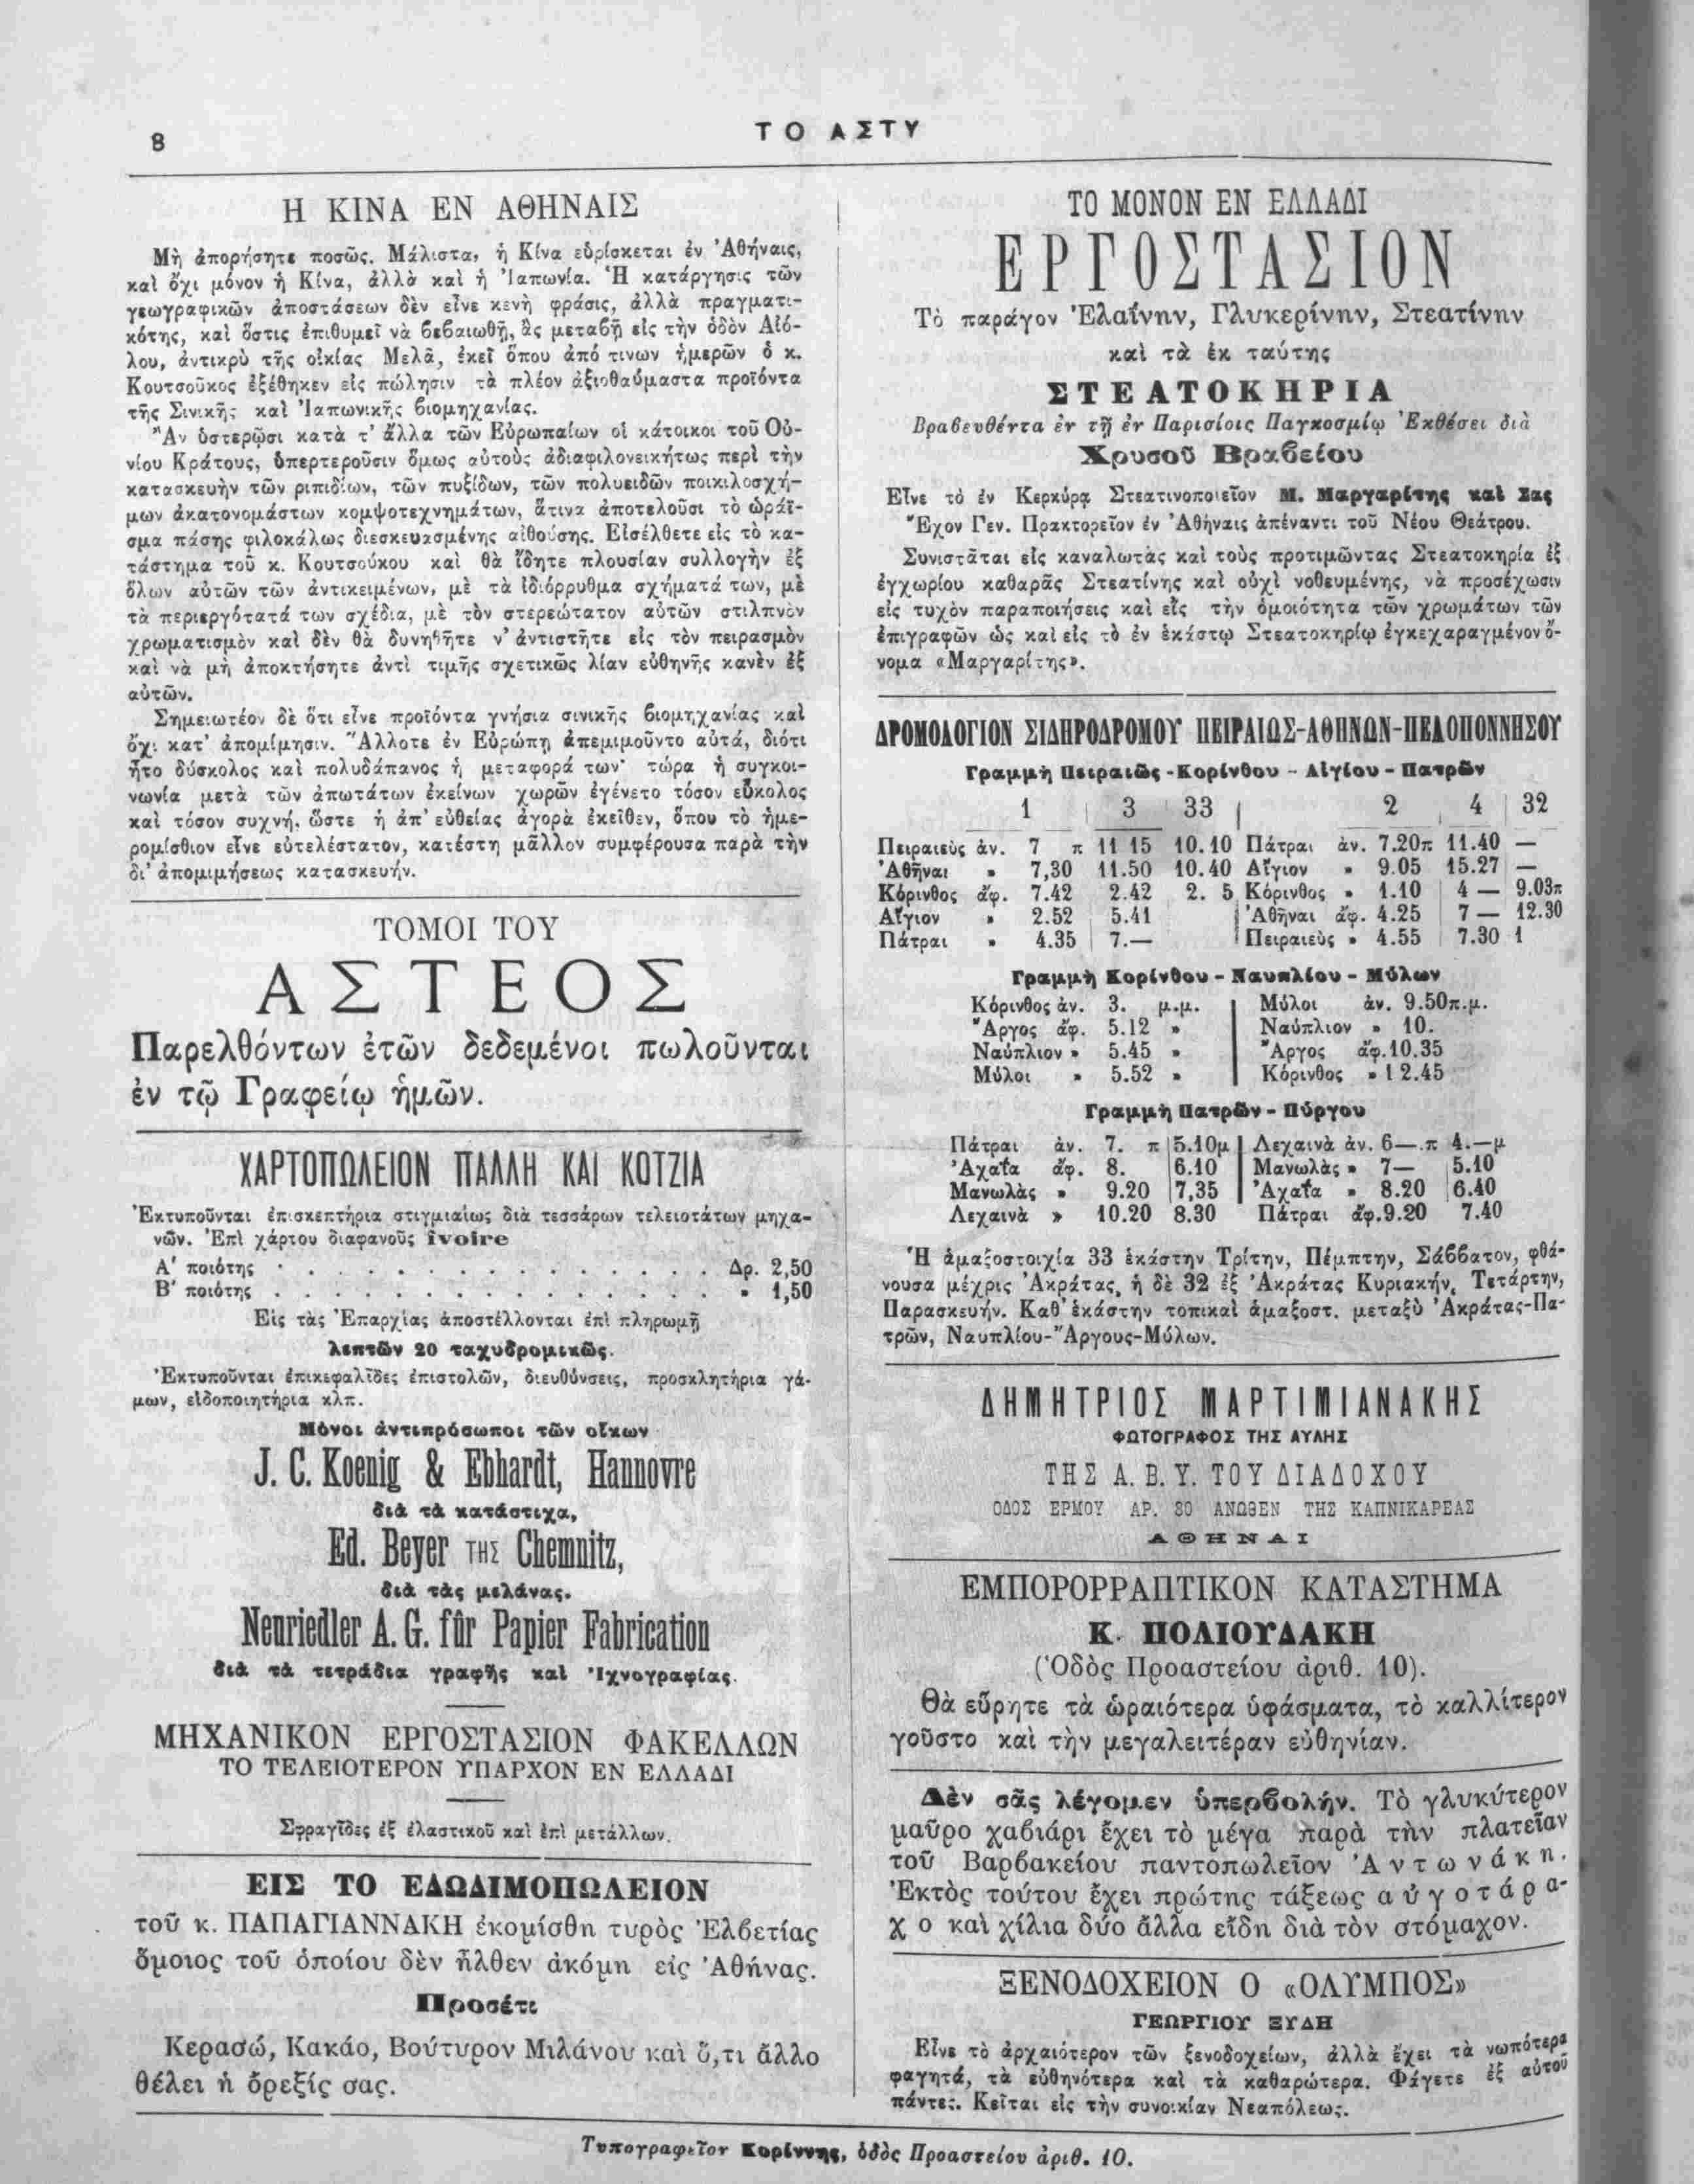 8
ΤΟ ΑΣΤΥ
Η ΚΙΝΑ ΕΝ ΑΘΗΝΑΙΣ
Μὴ ἀπορήσητε ποσῶς. Μάλιστα, ἡ Κίνα εὑρίσκεται ἐν Ἀθήναις,
καὶ ὄχι μόνον ἡ Κίνα, ἀλλὰ καὶ ἡ Ἰαπωνία. Ἡ κατάργησις τῶν
γεωγραφικῶν ἀποστάσεων δὲν εἶνε κενὴ φράσις, ἀλλὰ πραγματι-
κότης, καὶ ὅστις ἐπιθυμεῖ νὰ βεβαιωθῇ, ἂς μεταβῇ εἰς τὴν ὁδὸν Αἰό-
λου, ἀντικρὺ τῆς οἰκίας Μελᾶ, ἐκεῖ ὅπου ἀπό τινων ἡμερῶν ὁ κ.
Κουτσοῦκος ἐξέθηκεν εἰς πώλησιν τὰ πλέον ἀξιοθαύμαστα προϊόντα
τῆς Σινικῆς καὶ Ἰαπωνικῆς βιομηχανίας.
Ἂν ὑστερῷσι κατὰ τ' ἄλλα τῶν Εὐρωπαίων οἱ κάτοικοι τοῦ Οὐ-
νίου Κράτους, ὑπερτεροῦσιν ὅμως αὐτοὺς ἀδιαφιλονεικήτως περὶ τὴν
κατασκευὴν τῶν ριπιδίων, τῶν πυξίδων, τῶν πολυειδῶν ποικιλοσχή-
μων ἀκατονομάστων κομψοτεχνημάτων, ἅτινα ἀποτελοῦσι τὸ ὡράϊ-
σμα πάσης φιλοκάλως διεσκευασμένης αἰθούσης. Εἰσέλθετε εἰς τὸ κα-
τάστημα τοῦ κ. Κουτσούκου καὶ θὰ ἴδητε πλουσίαν συλλογὴν ἐξ
ὅλων αὐτῶν τῶν ἀντικειμένων, μὲ τὰ ἰδιόρρυθμα σχήματά των, μὲ
τὰ περιεργότατά των σχέδια, μὲ τὸν στερεώτατον αὐτῶν στιλπνὸν
χρωματισμὸν καὶ δὲν θὰ δυνηθῆτε ν' ἀντιστῆτε εἰς τὸν πειρασμὸν
καὶ νὰ μὴ ἀποκτήσητε ἀντὶ τιμῆς σχετικῶς λίαν εὐθηνῆς κανὲν ἐξ
αὐτῶν.
Σημειωτέον δὲ ὅτι εἶνε προϊόντα γνήσια σινικῆς βιομηχανίας καὶ
ὄχι κατ' ἀπομίμησιν. Ἄλλοτε ἐν Εὐρώπῃ ἀπεμιμοῦντο αὐτά, διότι
ἦτο δύσκολος καὶ πολυδάπανος ἡ μεταφορά των· τώρα ἡ συγκοι-
νωνία μετὰ τῶν ἀπωτάτων ἐκείνων χωρῶν ἐγένετο τόσον εὔκολος
καὶ τόσον συχνή, ὥστε ἡ ἀπ' εὐθείας ἀγορὰ ἐκεῖθεν, ὅπου τὸ ἡμε-
ρομίσθιον εἶνε εὐτελέστατον, κατέστη μᾶλλον συμφέρουσα παρὰ τὴν
δι' ἀπομιμήσεως κατασκευήν.
ΤΟΜΟΙ ΤΟΥ
ΑΣΤΕΟΣ
Παρελθόντων ἐτῶν δεδεμένοι πωλοῦνται
ἐν τῷ Γραφείῳ ἡμῶν.
ΧΑΡΤΟΠΩΛΕΙΟΝ ΠΑΛΛΗ ΚΑΙ ΚΟΤΖΙΑ
Ἐκτυποῦνται ἐπισκεπτήρια στιγμιαίως διὰ τεσσάρων τελειοτάτων μηχα-
νῶν. Ἐπὶ χάρτου διαφανοῦς ivoire
Α' ποιότης . . . . . . . . . . . . . . . Δρ. 2,50
Β' ποιότης . . . . . . . . . . . . . . . » 1,50
Εἰς τὰς Ἐπαρχίας ἀποστέλλονται ἐπὶ πληρωμῇ
λεπτῶν 20 ταχυδρομικῶς.
Ἐκτυποῦνται ἐπικεφαλῖδες ἐπιστολῶν, διευθύνσεις, προσκλητήρια γά-
μων, εἰδοποιητήρια κλπ.
Μόνοι ἀντιπρόσωποι τῶν οἴκων
J. C. Koenig & Ebhardt, Hannovre
διὰ τὰ κατάστιχα,
Ed. Beyer ΤΗΣ Chemnitz,
διὰ τὰς μελάνας.
Nenriedler A. G. fûr Papier Fabrication
διὰ τὰ τετράδια γραφῆς καὶ Ἰχνογραφίας.
ΜΗΧΑΝΙΚΟΝ ΕΡΓΟΣΤΑΣΙΟΝ ΦΑΚΕΛΛΩΝ
ΤΟ ΤΕΛΕΙΟΤΕΡΟΝ ΥΠΑΡΧΟΝ ΕΝ ΕΛΛΑΔΙ
Σφραγῖδες ἐξ ἐλαστικοῦ καὶ ἐπὶ μετάλλων.
ΕΙΣ ΤΟ ΕΔΩΔΙΜΟΠΩΛΕΙΟΝ
τοῦ κ. ΠΑΠΑΓΙΑΝΝΑΚΗ ἐκομίσθη τυρὸς Ἑλβετίας
ὅμοιος τοῦ ὁποίου δὲν ἦλθεν ἀκόμη εἰς Ἀθήνας.
Προσέτι
Κερασώ, Κακάο, Βούτυρον Μιλάνου καὶ ὅ,τι ἄλλο
θέλει ἡ ὄρεξίς σας.
ΤΟ ΜΟΝΟΝ ΕΝ ΕΛΛΑΔΙ
ΕΡΓΟΣΤΑΣΙΟΝ
Τὸ παράγον Ἐλαΐνην, Γλυκερίνην, Στεατίνην
καὶ τὰ ἐκ ταύτης
ΣΤΕΑΤΟΚΗΡΙΑ
Βραβευθέντα ἐν τῇ ἐν Παρισίοις Παγκοσμίῳ Ἐκθέσει διὰ
Χρυσοῦ Βραβείου
Εἶνε τὸ ἐν Κερκύρᾳ Στεατινοποιεῖον Μ. Μαργαρίτης καὶ Σας
Ἔχον Γεν. Πρακτορεῖον ἐν Ἀθήναις ἀπέναντι τοῦ Νέου Θεάτρου.
Συνιστᾶται εἰς καναλωτὰς καὶ τοὺς προτιμῶντας Στεατοκηρία ἐξ
ἐγχωρίου καθαρᾶς Στεατίνης καὶ οὐχὶ νοθευμένης, νὰ προσέχωσιν
εἰς τυχὸν παραποιήσεις καὶ εἰς τὴν ὁμοιότητα τῶν χρωμάτων τῶν
ἐπιγραφῶν ὡς καὶ εἰς τὸ ἐν ἑκάστῳ Στεατοκηρίῳ ἐγκεχαραγμένον ὄ-
νομα «Μαργαρίτης».
ΔΡΟΜΟΛΟΓΙΟΝ ΣΙΔΗΡΟΔΡΟΜΟΥ ΠΕΙΡΑΙΩΣ-ΑΘΗΝΩΝ-ΠΕΛΟΠΟΝΝΗΣΟΥ
Γραμμὴ Πειραιῶς - Κορίνθου - Αἰγίου - Πατρῶν
1 3 33 2 4 32
Πειραιεὺς ἀν. 7 π 11 15 10.10 Πάτραι ἀν. 7.20π 11.40 —
Ἀθῆναι » 7,30 11.50 10.40 Αἴγιον » 9.05 15.27 —
Κόρινθος ἀφ. 7.42 2.42 2. 5 Κόρινθος » 1.10 4 — 9.03π
Αἴγιον » 2.52 5.41 Ἀθῆναι ἀφ. 4.25 7 — 12.30
Πάτραι » 4.35 7.— Πειραιεὺς » 4.55 7.30 1
Γραμμὴ Κορίνθου - Ναυπλίου - Μύλων
Κόρινθος ἀν. 3. μ.μ. Μύλοι ἀν. 9.50π.μ.
Ἄργος ἀφ. 5.12 » Ναύπλιον » 10.
Ναύπλιον » 5.45 » Ἄργος ἀφ.10.35
Μύλοι » 5.52 » Κόρινθος » 12.45
Γραμμὴ Πατρῶν - Πύργου
Πάτραι ἀν. 7. π 5.10μ Λεχαινὰ ἀν. 6—.π 4.—μ
Ἀχαΐα ἀφ. 8. 6.10 Μανωλὰς » 7— 5.10
Μανωλὰς » 9.20 7,35 Ἀχαΐα » 8.20 6.40
Λεχαινὰ » 10.20 8.30 Πάτραι ἀφ.9.20 7.40
Ἡ ἁμαξοστοιχία 33 ἑκάστην Τρίτην, Πέμπτην, Σάββατον, φθά-
νουσα μέχρις Ἀκράτας, ἡ δὲ 32 ἐξ Ἀκράτας Κυριακήν, Τετάρτην,
Παρασκευήν. Καθ' ἑκάστην τοπικαὶ ἁμαξοστ. μεταξὺ Ἀκράτας-Πα-
τρῶν, Ναυπλίου-Ἄργους-Μύλων.
ΔΗΜΗΤΡΙΟΣ ΜΑΡΤΙΜΙΑΝΑΚΗΣ
ΦΩΤΟΓΡΑΦΟΣ ΤΗΣ ΑΥΛΗΣ
ΤΗΣ Α.Β.Υ. ΤΟΥ ΔΙΑΔΟΧΟΥ
ΟΔΟΣ ΕΡΜΟΥ ΑΡ. 80 ΑΝΩΘΕΝ ΤΗΣ ΚΑΠΝΙΚΑΡΕΑΣ
ΑΘΗΝΑΙ
ΕΜΠΟΡΟΡΡΑΠΤΙΚΟΝ ΚΑΤΑΣΤΗΜΑ
Κ. ΠΟΛΙΟΥΔΑΚΗ
(Ὁδὸς Προαστείου ἀριθ. 10).
Θὰ εὕρητε τὰ ὡραιότερα ὑφάσματα, τὸ καλλίτερον
γοῦστο καὶ τὴν μεγαλειτέραν εὐθηνίαν.
Δὲν σᾶς λέγομεν ὑπερβολήν. Τὸ γλυκύτερον
μαῦρο χαβιάρι ἔχει τὸ μέγα παρὰ τὴν πλατεῖαν
τοῦ Βαρβακείου παντοπωλεῖον Ἀντωνάκη.
Ἐκτὸς τούτου ἔχει πρώτης τάξεως αὐγοτάρα-
χο καὶ χίλια δύο ἄλλα εἴδη διὰ τὸν στόμαχον.
ΞΕΝΟΔΟΧΕΙΟΝ Ο «ΟΛΥΜΠΟΣ»
ΓΕΩΡΓΙΟΥ ΞΥΔΗ
Εἶνε τὸ ἀρχαιότερον τῶν ξενοδοχείων, ἀλλὰ ἔχει τὰ νωπότερα
φαγητά, τὰ εὐθηνότερα καὶ τὰ καθαρώτερα. Φάγετε ἐξ αὐτοῦ
πάντες. Κεῖται εἰς τὴν συνοικίαν Νεαπόλεως.
Τυπογραφεῖον Κορίννης, ὁδὸς Προαστείου ἀριθ. 10.